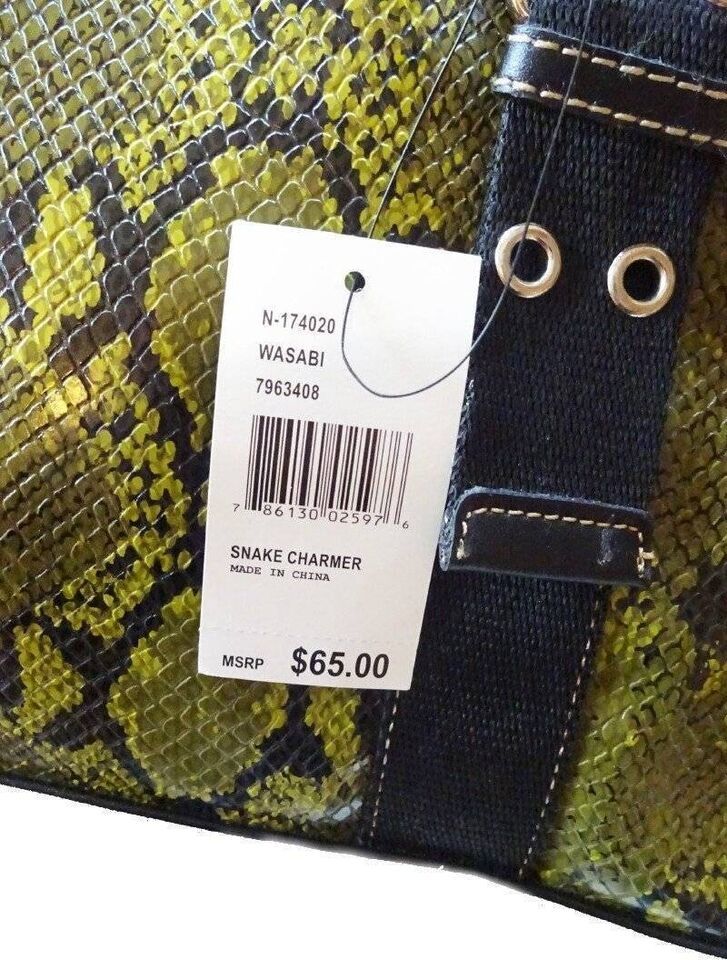 N-174020
WASABI
7963408
7 86130 02597 6
SNAKE CHARMER
MADE IN CHINA
MSRP $65.00